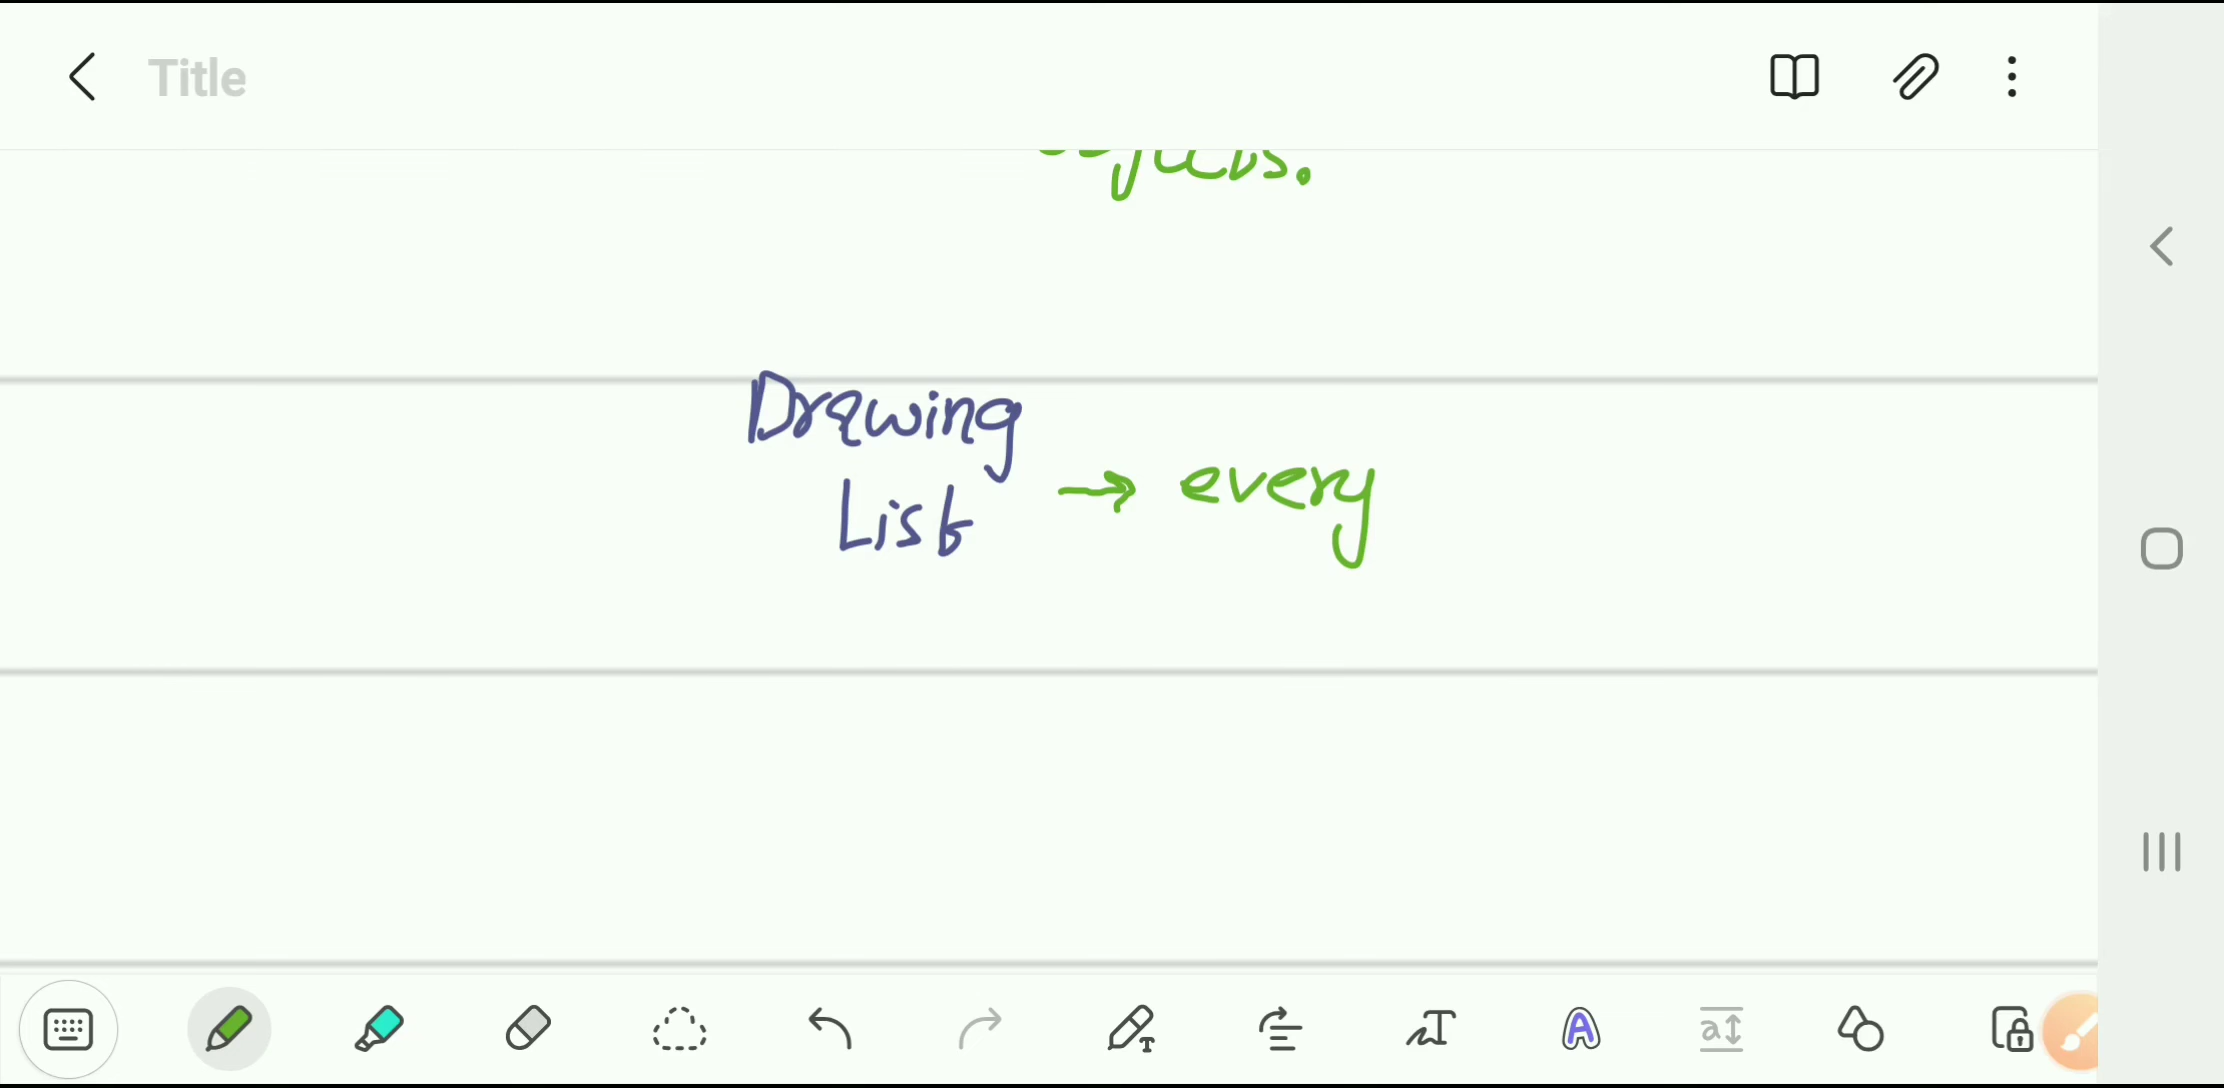 Title
Drawing
List → every